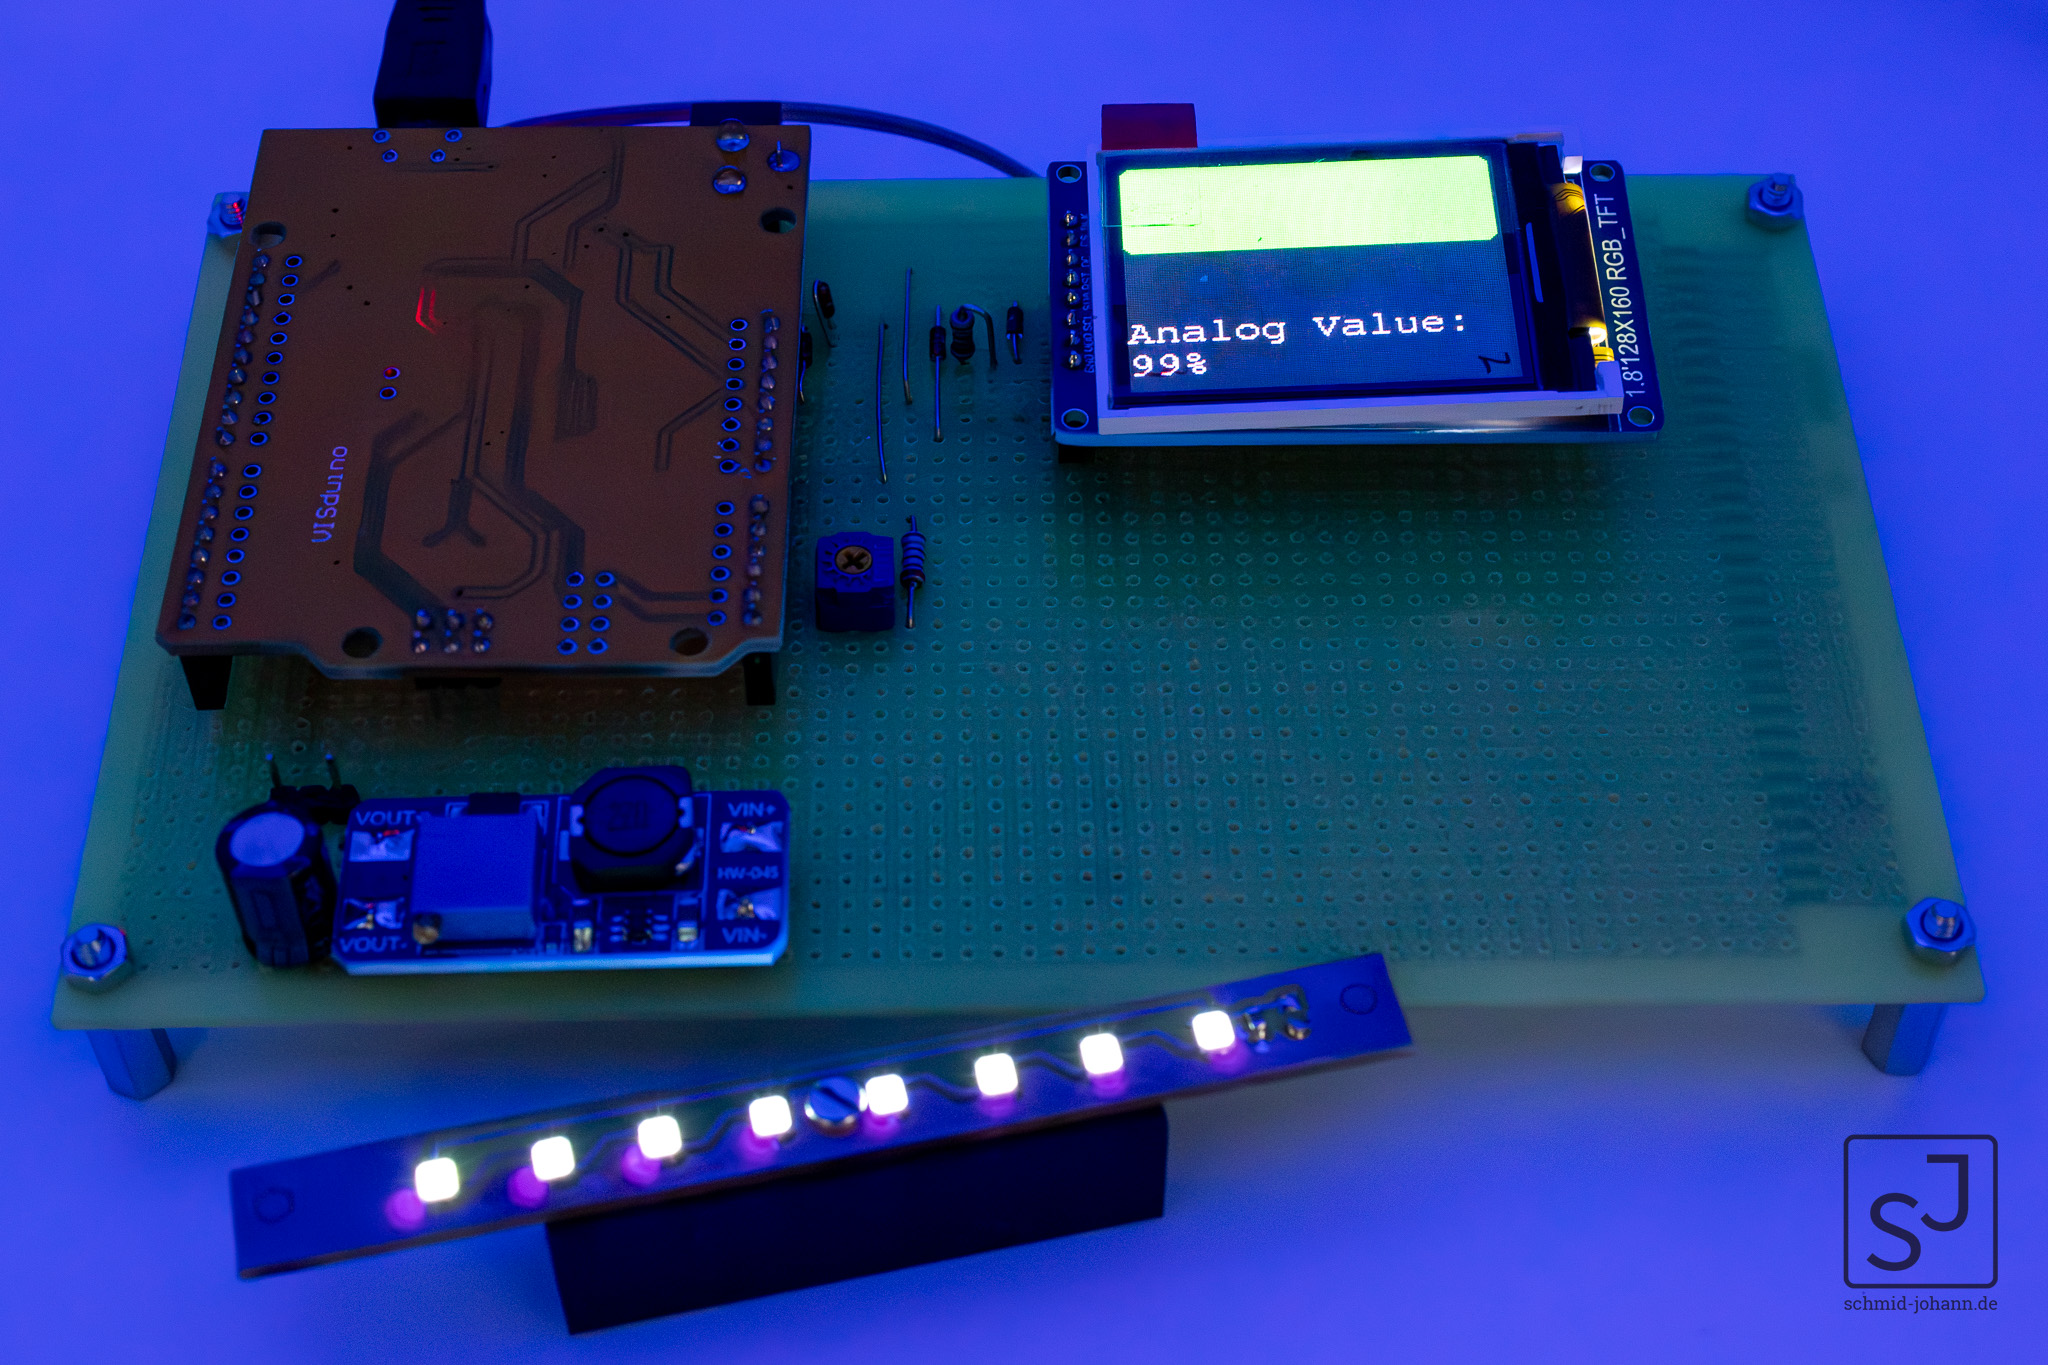 VISduino
Analog Value:
99%
1.8"128X160 RGB_TFT
VOUT+
VOUT-
VIN+
HW-045
VIN-
SJ
schmid-johann.de